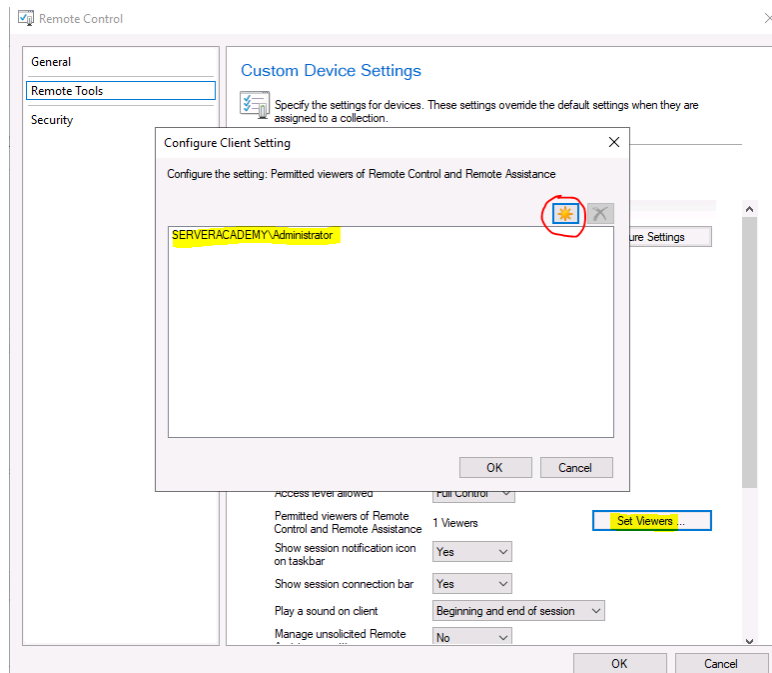 Remote Control
General
Remote Tools
Security
Custom Device Settings
Specify the settings for devices. These settings override the default settings when they are
assigned to a collection.
Configure Client Setting
Configure the setting: Permitted viewers of Remote Control and Remote Assistance
SERVERACADEMY\Administrator
ure Settings
OK
Cancel
Access level allowed
Full Control
Permitted viewers of Remote
Control and Remote Assistance
1 Viewers
Set Viewers ...
Show session notification icon
on taskbar
Yes
Show session connection bar
Yes
Play a sound on client
Beginning and end of session
Manage unsolicited Remote
No
OK
Cancel